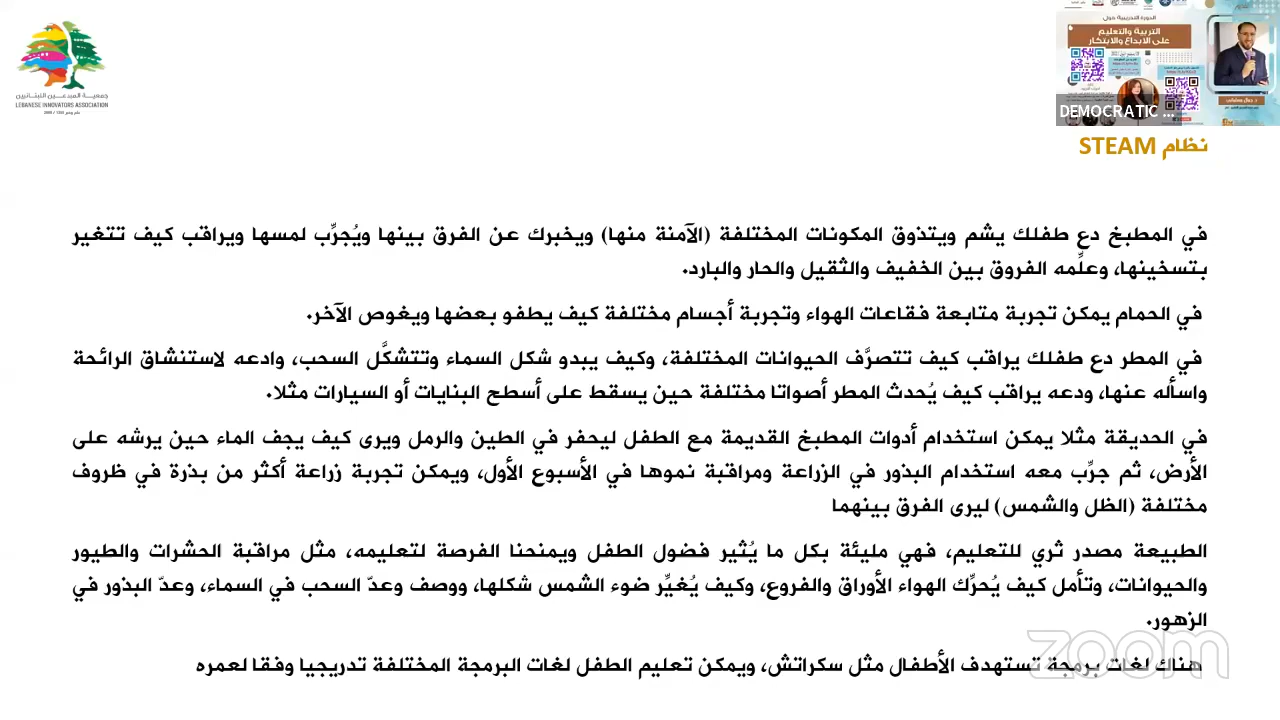 جمعيـــة المبدعـــين اللبنانيين
LEBANESE INNOVATORS ASSOCIATION
الدورة التدريبية حول
التربية والتعليم
على الابداع والابتكار
DEMOCRATIC ...
نظام STEAM
في المطبخ دعِ طفلك يشم ويتذوق المكونات المختلفة (الآمنة منها) ويخبرك عن الفرق بينها ويُجرِّب لمسها ويراقب كيف تتغير
بتسخينها، وعلِّمه الفروق بين الخفيف والثقيل والحار والبارد.
في الحمام يمكن تجربة متابعة فقاعات الهواء وتجربة أجسام مختلفة كيف يطفو بعضها ويغوص الآخر.
في المطر دع طفلك يراقب كيف تتصرَّف الحيوانات المختلفة، وكيف يبدو شكل السماء وتتشكَّل السحب، وادعه لاستنشاق الرائحة
واسأله عنها، ودعه يراقب كيف يُحدث المطر أصواتا مختلفة حين يسقط على أسطح البنايات أو السيارات مثلا.
في الحديقة مثلا يمكن استخدام أدوات المطبخ القديمة مع الطفل ليحفر في الطين والرمل ويرى كيف يجف الماء حين يرشه على
الأرض، ثم جرِّب معه استخدام البذور في الزراعة ومراقبة نموها في الأسبوع الأول، ويمكن تجربة زراعة أكثر من بذرة في ظروف
مختلفة (الظل والشمس) ليرى الفرق بينهما
الطبيعة مصدر ثري للتعليم، فهي مليئة بكل ما يُثير فضول الطفل ويمنحنا الفرصة لتعليمه، مثل مراقبة الحشرات والطيور
والحيوانات، وتأمل كيف يُحرِّك الهواء الأوراق والفروع، وكيف يُغيِّر ضوء الشمس شكلها، ووصف وعدّ السحب في السماء، وعدّ البذور في
الزهور.
هناك لغات برمجة تستهدف الأطفال مثل سكراتش، ويمكن تعليم الطفل لغات البرمجة المختلفة تدريجيا وفقا لعمره
zoom